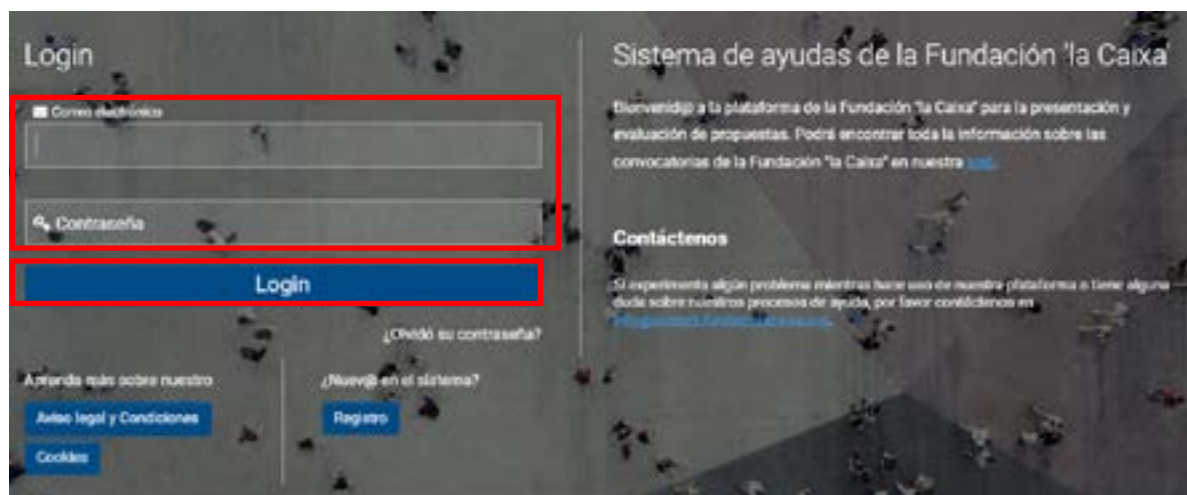 Login
Correo electrónico
Contraseña
Login
¿Olvidó su contraseña?
Aprenda más sobre nuestro
Aviso legal y Condiciones
Cookies
¿Nuev@ en el sistema?
Registro
Sistema de ayudas de la Fundación 'la Caixa'
Bienvenid@ a la plataforma de la Fundación "la Caixa" para la presentación y
evaluación de propuestas. Podrá encontrar toda la información sobre las
convocatorias de la Fundación "la Caixa" en nuestra web.
Contáctenos
Si experimenta algún problema mientras hace uso de nuestra plataforma o tiene alguna
duda sobre nuestros procesos de ayuda, por favor contáctenos en